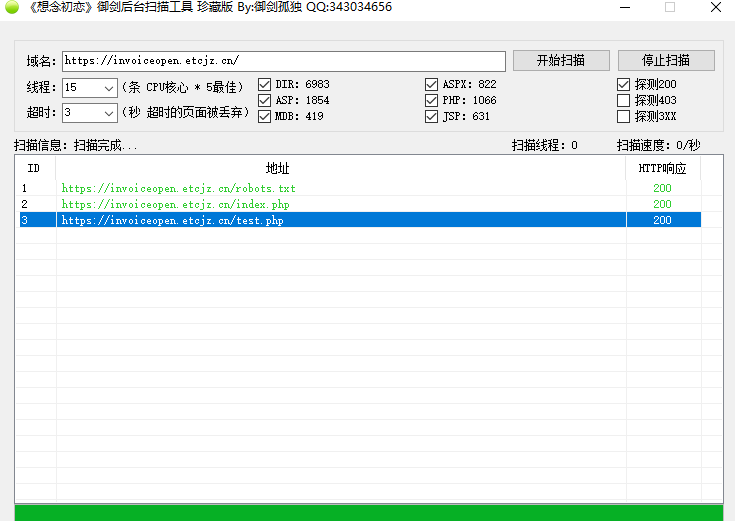 《想念初恋》御剑后台扫描工具 珍藏版 By:御剑孤独 QQ:343034656
域名: https://invoiceopen.etcjz.cn/ 开始扫描 停止扫描
线程: 15 (条 CPU核心 * 5最佳) DIR: 6983 ASPX: 822 探测200
ASP: 1854 PHP: 1066 探测403
超时: 3 (秒 超时的页面被丢弃) MDB: 419 JSP: 631 探测3XX
扫描信息: 扫描完成... 扫描线程: 0 扫描速度: 0/秒
ID 地址 HTTP响应
1 https://invoiceopen.etcjz.cn/robots.txt 200
2 https://invoiceopen.etcjz.cn/index.php 200
3 https://invoiceopen.etcjz.cn/test.php 200